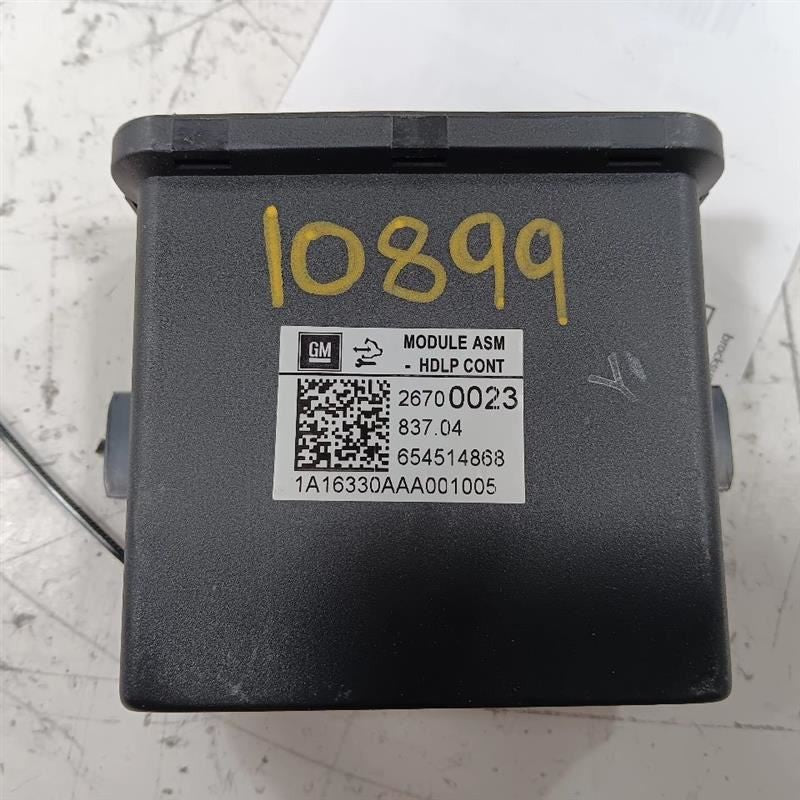 10899
GM MODULE ASM
- HDLP CONT
26700023
837.04
654514868
1A16330AAA001005
Y